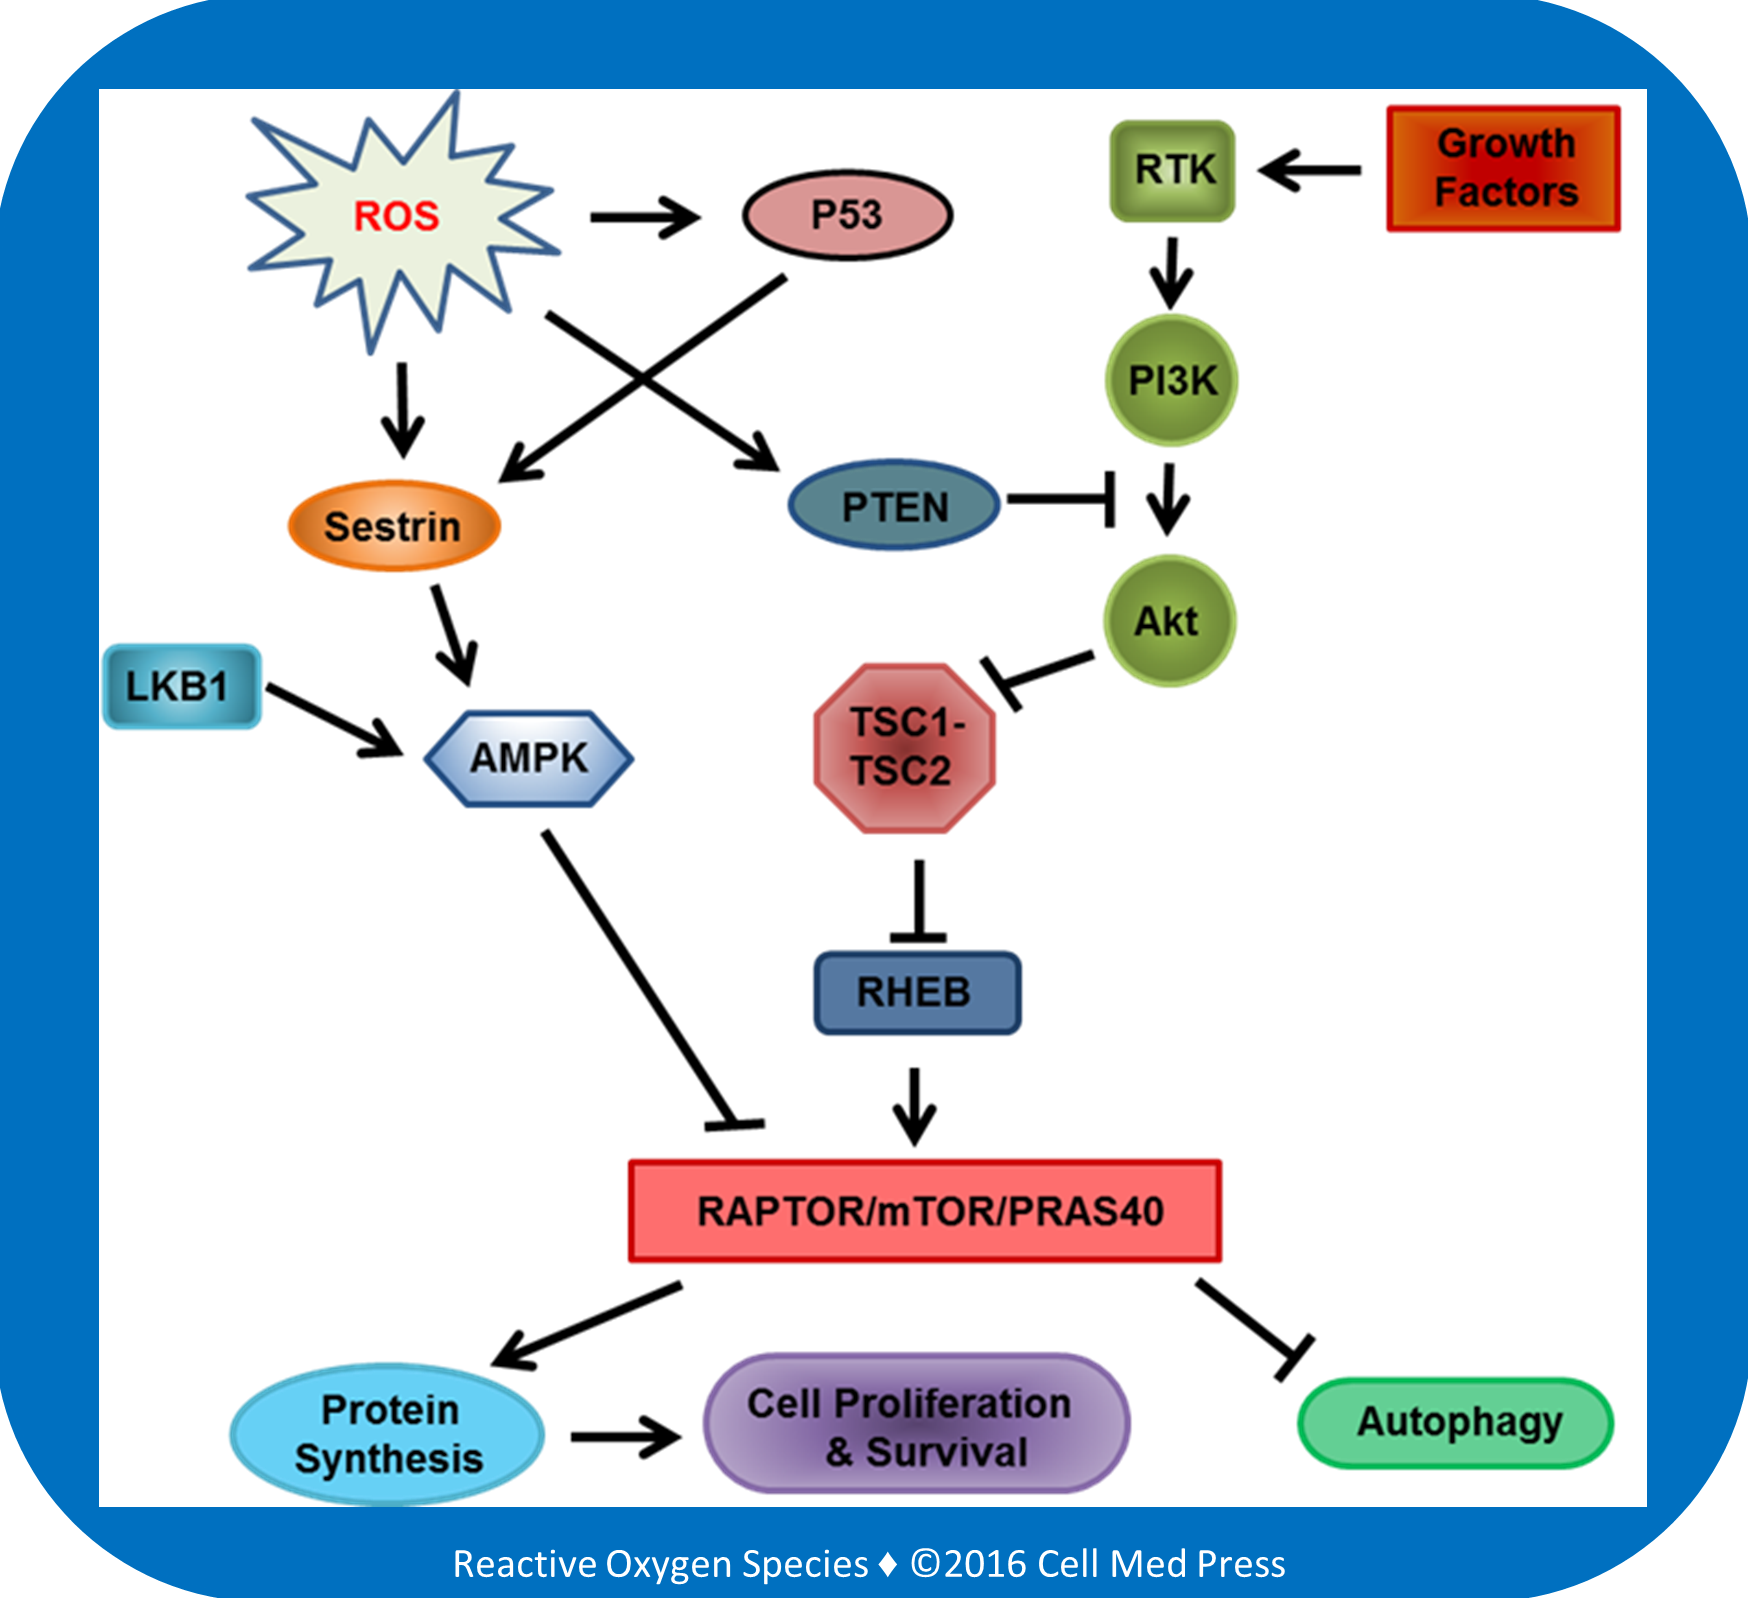 ROS
P53
RTK
Growth
Factors
PI3K
Sestrin
PTEN
Akt
LKB1
AMPK
TSC1-
TSC2
RHEB
RAPTOR/mTOR/PRAS40
Protein
Synthesis
Cell Proliferation
& Survival
Autophagy
Reactive Oxygen Species ♦ ©2016 Cell Med Press